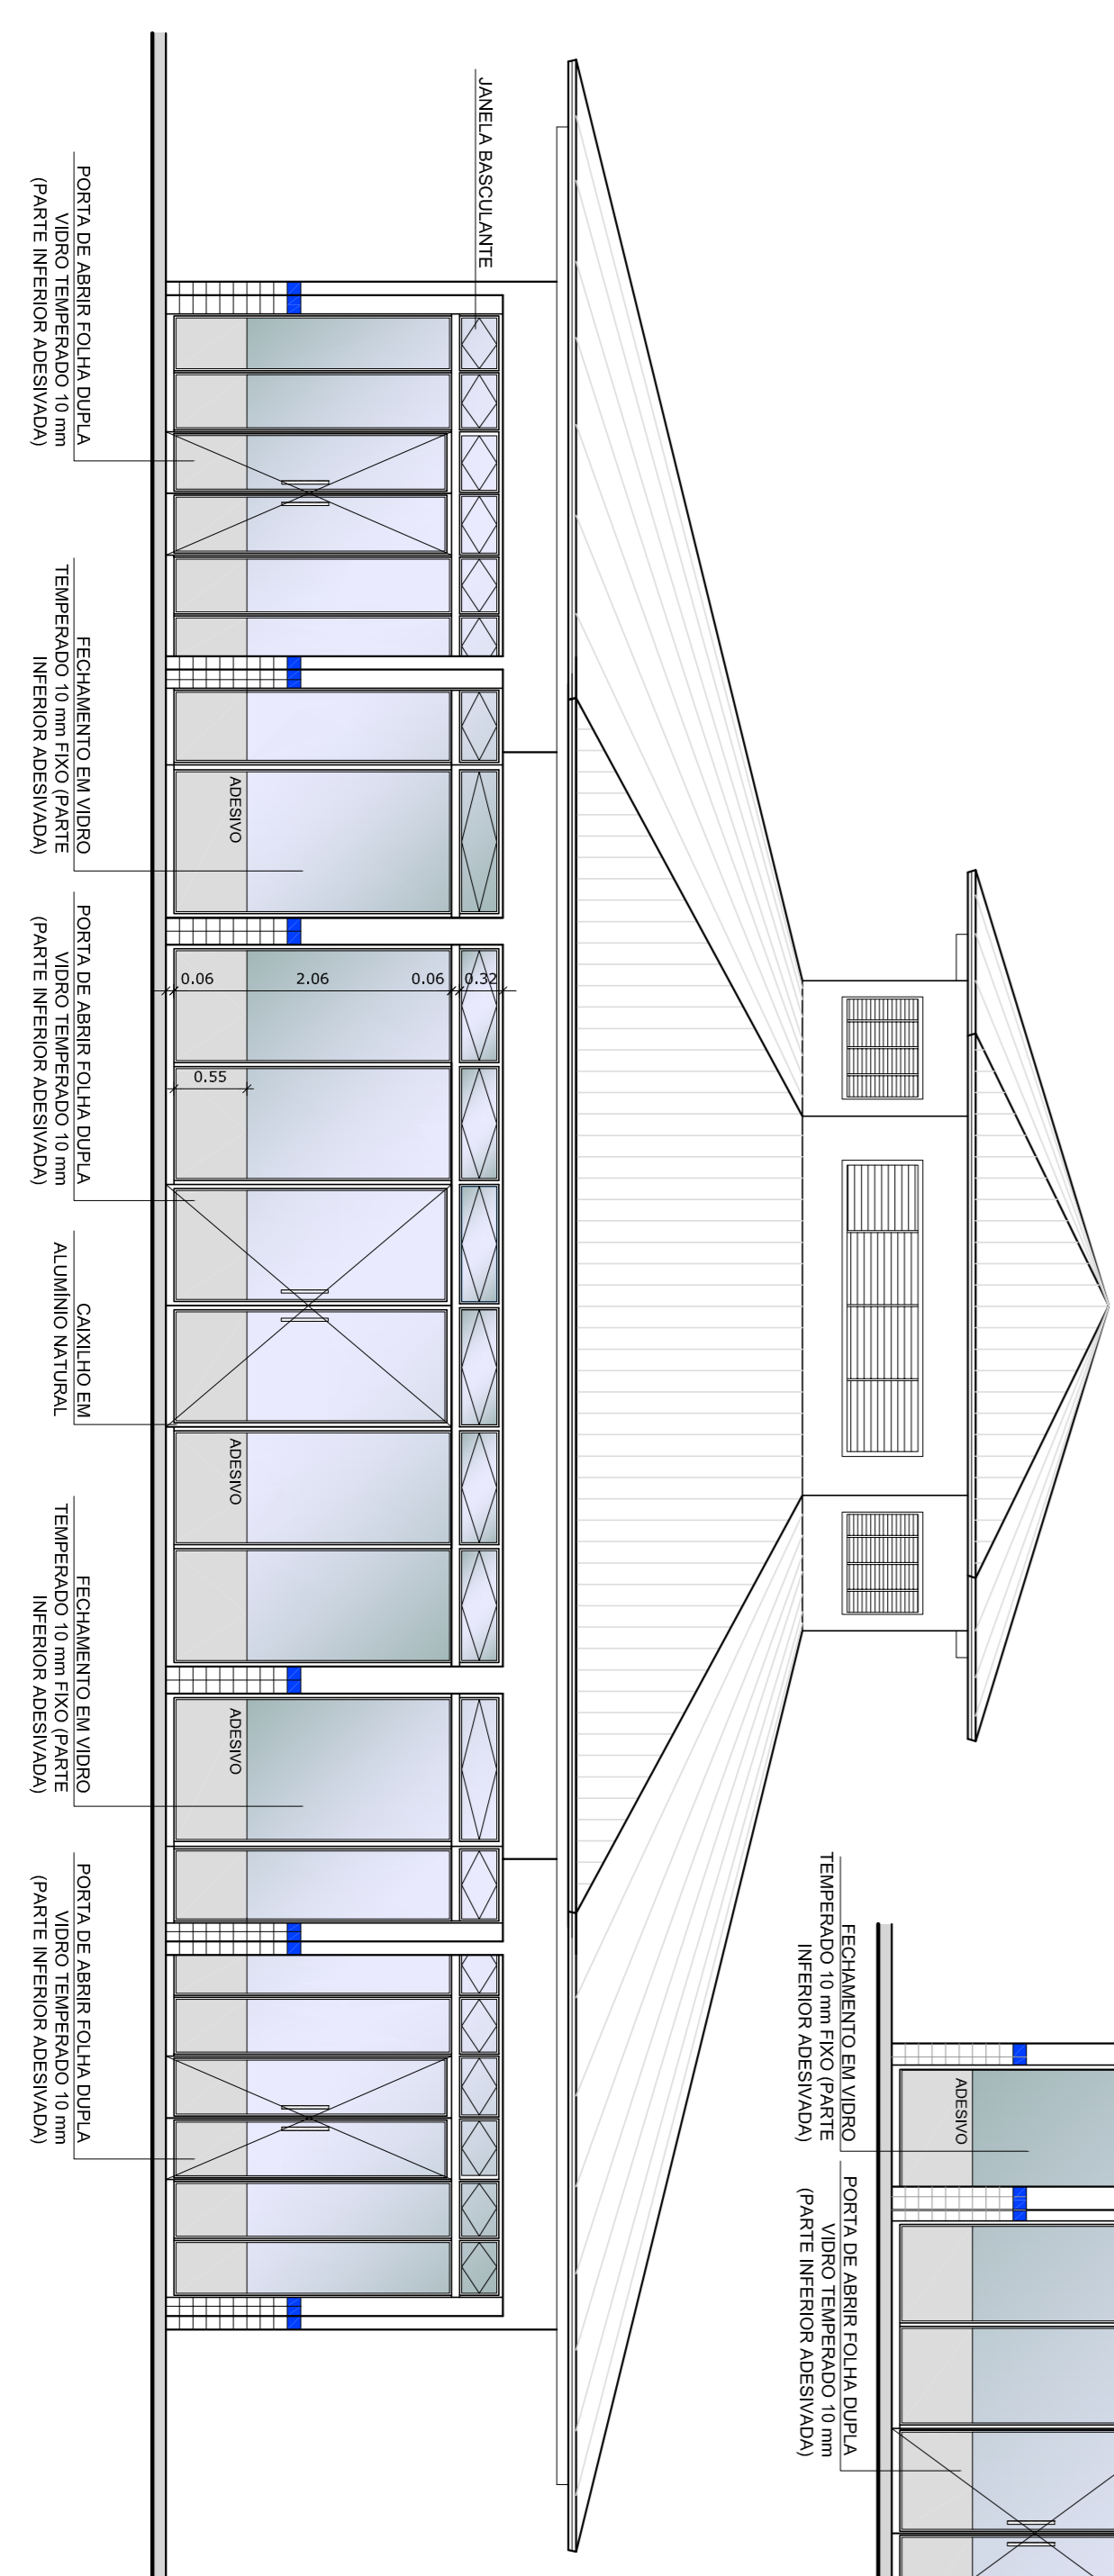 JANELA BASCULANTE
ADESIVO
0.06
2.06
0.06
0.32
0.55
ADESIVO
ADESIVO
PORTA DE ABRIR FOLHA DUPLA
VIDRO TEMPERADO 10 mm
(PARTE INFERIOR ADESIVADA)
FECHAMENTO EM VIDRO
TEMPERADO 10 mm FIXO (PARTE
INFERIOR ADESIVADA)
PORTA DE ABRIR FOLHA DUPLA
VIDRO TEMPERADO 10 mm
(PARTE INFERIOR ADESIVADA)
CAIXILHO EM
ALUMÍNIO NATURAL
FECHAMENTO EM VIDRO
TEMPERADO 10 mm FIXO (PARTE
INFERIOR ADESIVADA)
PORTA DE ABRIR FOLHA DUPLA
VIDRO TEMPERADO 10 mm
(PARTE INFERIOR ADESIVADA)
ADESIVO
FECHAMENTO EM VIDRO
TEMPERADO 10 mm FIXO (PARTE
INFERIOR ADESIVADA)
PORTA DE ABRIR FOLHA DUPLA
VIDRO TEMPERADO 10 mm
(PARTE INFERIOR ADESIVADA)